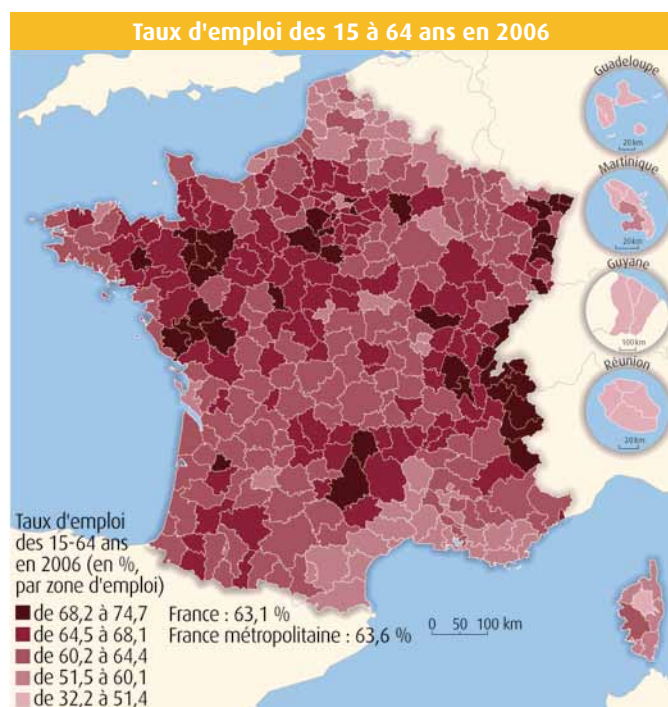 Taux d'emploi des 15 à 64 ans en 2006
Guadeloupe
20 km
Martinique
20 km
Guyane
100 km
Réunion
20 km
Taux d'emploi
des 15-64 ans
en 2006 (en %,
par zone d'emploi)
de 68,2 à 74,7
de 64,5 à 68,1
de 60,2 à 64,4
de 51,5 à 60,1
de 32,2 à 51,4
France : 63,1 %
France métropolitaine : 63,6 %
0 50 100 km